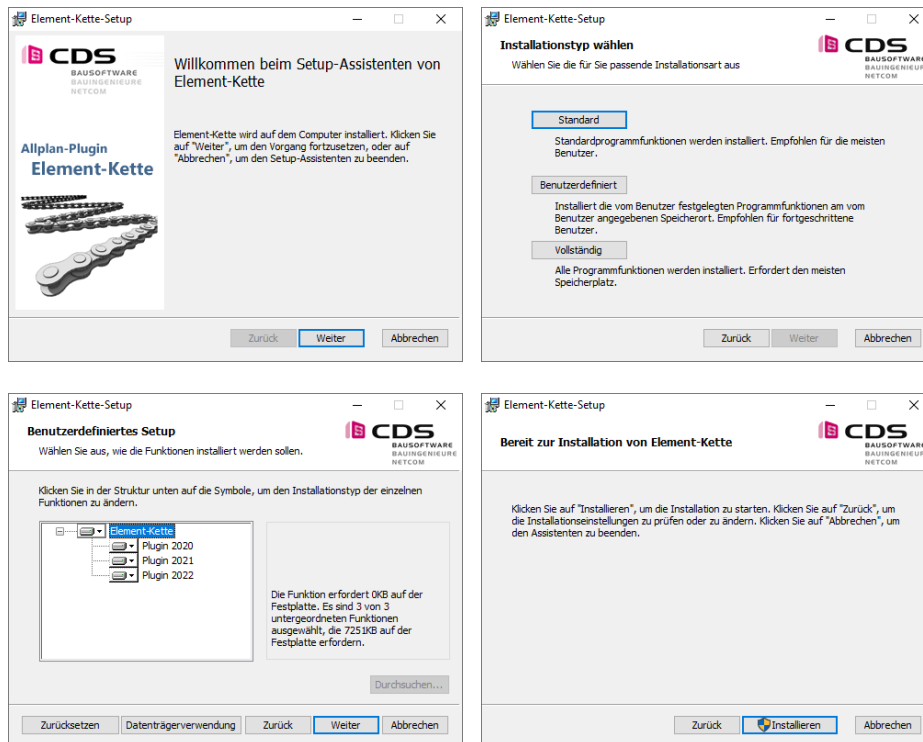 Element-Kette-Setup
CDS
BAUSOFTWARE
BAUINGENIEURE
NETCOM
Allplan-Plugin
Element-Kette
Willkommen beim Setup-Assistenten von
Element-Kette
Element-Kette wird auf dem Computer installiert. Klicken Sie
auf "Weiter", um den Vorgang fortzusetzen, oder auf
"Abbrechen", um den Setup-Assistenten zu beenden.
Zurück Weiter Abbrechen
Element-Kette-Setup
Installationstyp wählen
Wählen Sie die für Sie passende Installationsart aus
CDS
BAUSOFTWARE
BAUINGENIEUR
NETCOM
Standard
Standardprogrammfunktionen werden installiert. Empfohlen für die meisten
Benutzer.
Benutzerdefiniert
Installiert die vom Benutzer festgelegten Programmfunktionen am vom
Benutzer angegebenen Speicherort. Empfohlen für fortgeschrittene
Benutzer.
Vollständig
Alle Programmfunktionen werden installiert. Erfordert den meisten
Speicherplatz.
Zurück Weiter Abbrechen
Element-Kette-Setup
Benutzerdefiniertes Setup
Wählen Sie aus, wie die Funktionen installiert werden sollen.
CDS
BAUSOFTWARE
BAUINGENIEURE
NETCOM
Klicken Sie in der Struktur unten auf die Symbole, um den Installationstyp der einzelnen
Funktionen zu ändern.
Element-Kette
Plugin 2020
Plugin 2021
Plugin 2022
Die Funktion erfordert 0KB auf der
Festplatte. Es sind 3 von 3
untergeordneten Funktionen
ausgewählt, die 7251KB auf der
Festplatte erfordern.
Durchsuchen...
Zurücksetzen Datenträgerverwendung Zurück Weiter Abbrechen
Element-Kette-Setup
Bereit zur Installation von Element-Kette
CDS
BAUSOFTWARE
BAUINGENIEUR
NETCOM
Klicken Sie auf "Installieren", um die Installation zu starten. Klicken Sie auf "Zurück", um
die Installationseinstellungen zu prüfen oder zu ändern. Klicken Sie auf "Abbrechen", um
den Assistenten zu beenden.
Zurück Installieren Abbrechen